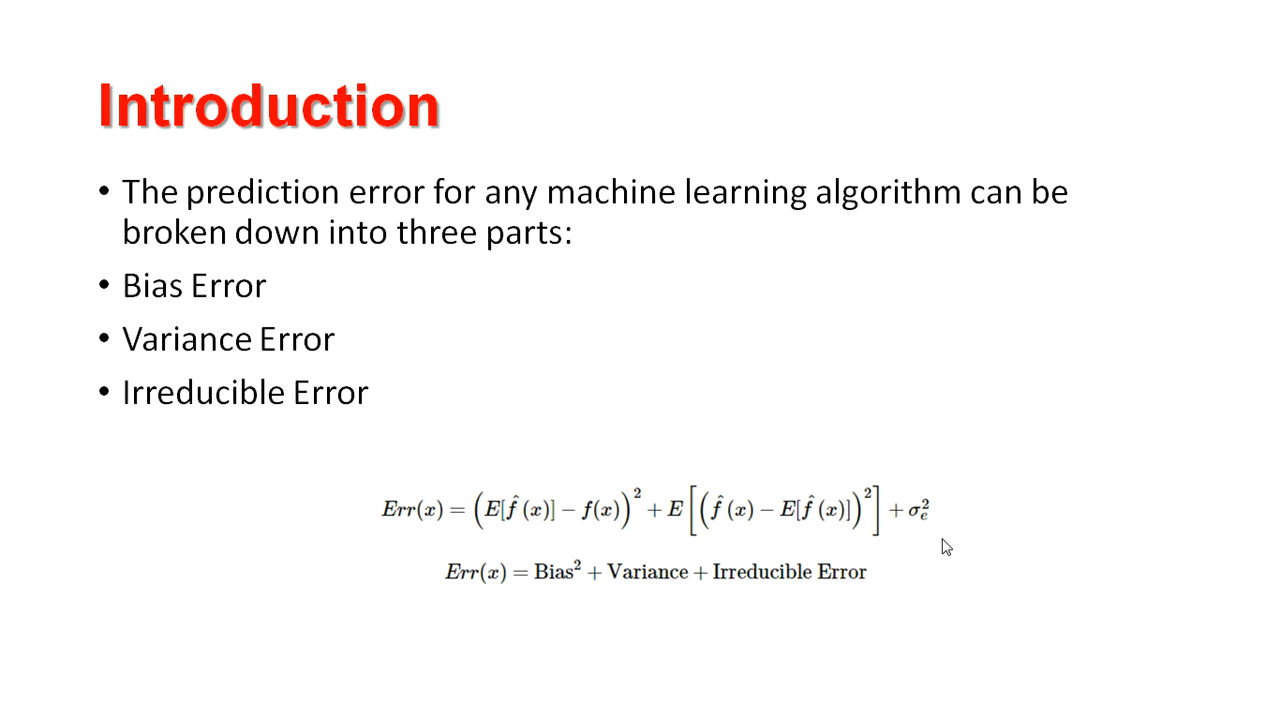 Introduction
• The prediction error for any machine learning algorithm can be
broken down into three parts:
• Bias Error
• Variance Error
• Irreducible Error
Err(x) = (E[f̂(x)] − f(x))² + E[(f̂(x) − E[f̂(x)])²] + σₑ²
Err(x) = Bias² + Variance + Irreducible Error